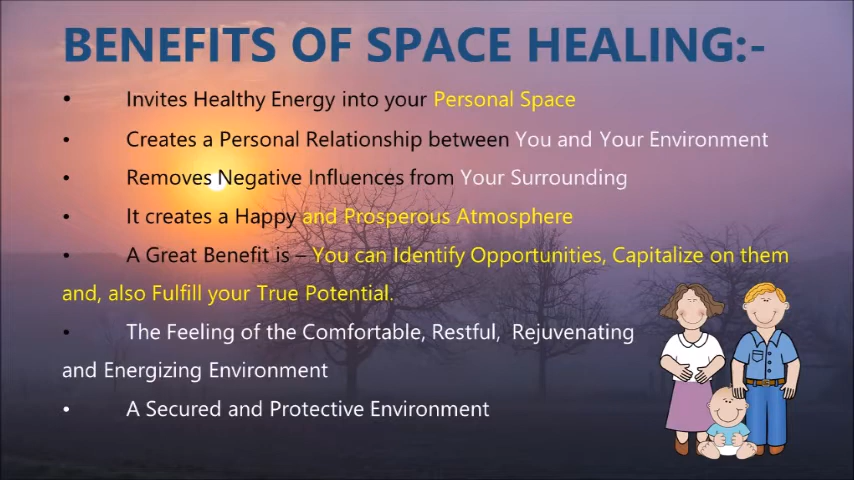 BENEFITS OF SPACE HEALING:-
• Invites Healthy Energy into your Personal Space
• Creates a Personal Relationship between You and Your Environment
• Removes Negative Influences from Your Surrounding
• It creates a Happy and Prosperous Atmosphere
• A Great Benefit is – You can Identify Opportunities, Capitalize on them
and, also Fulfill your True Potential.
• The Feeling of the Comfortable, Restful, Rejuvenating
and Energizing Environment
• A Secured and Protective Environment